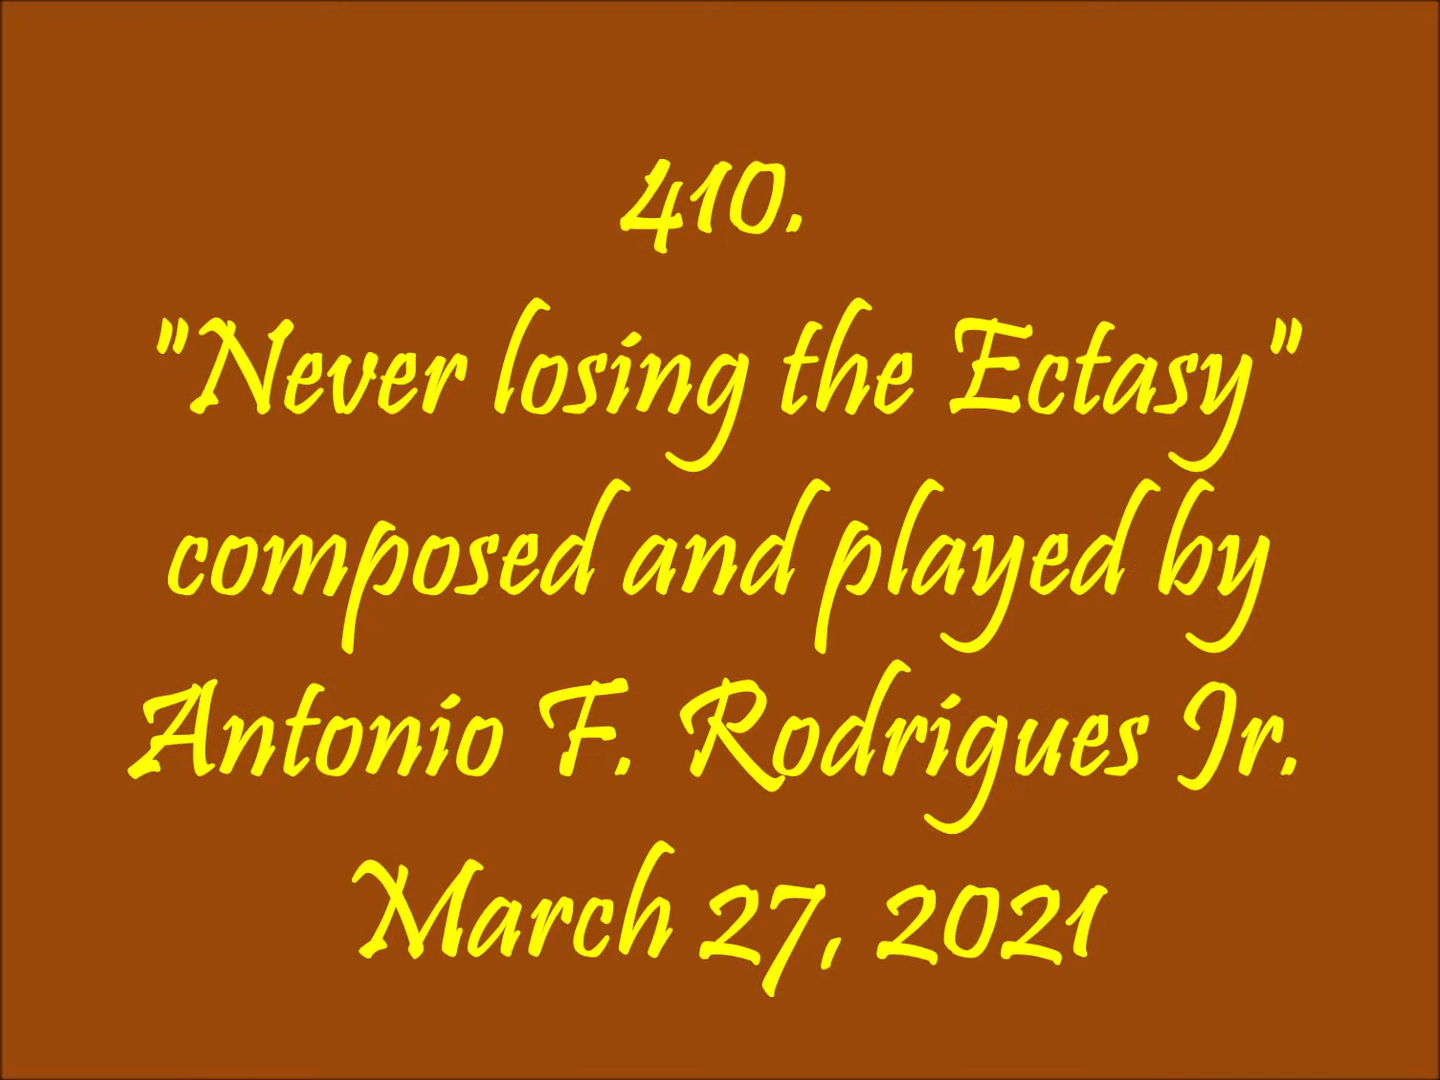 410.
"Never losing the Ectasy"
composed and played by
Antonio F. Rodrigues Jr.
March 27, 2021